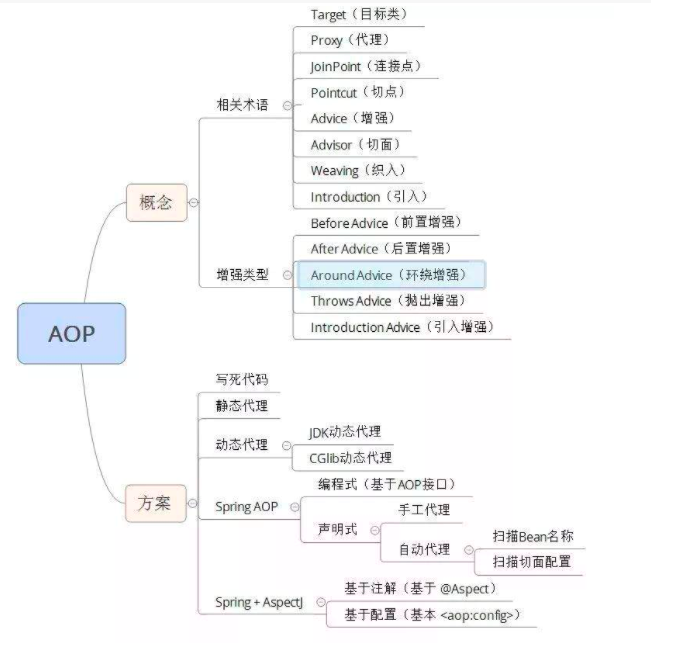 AOP
概念
相关术语
Target（目标类）
Proxy（代理）
JoinPoint（连接点）
Pointcut（切点）
Advice（增强）
Advisor（切面）
Weaving（织入）
Introduction（引入）
增强类型
Before Advice（前置增强）
After Advice（后置增强）
Around Advice（环绕增强）
Throws Advice（抛出增强）
Introduction Advice（引入增强）
方案
写死代码
静态代理
动态代理
JDK动态代理
CGlib动态代理
Spring AOP
编程式（基于AOP接口）
声明式
手工代理
自动代理
扫描Bean名称
扫描切面配置
Spring + AspectJ
基于注解（基于 @Aspect）
基于配置（基本 <aop:config>）